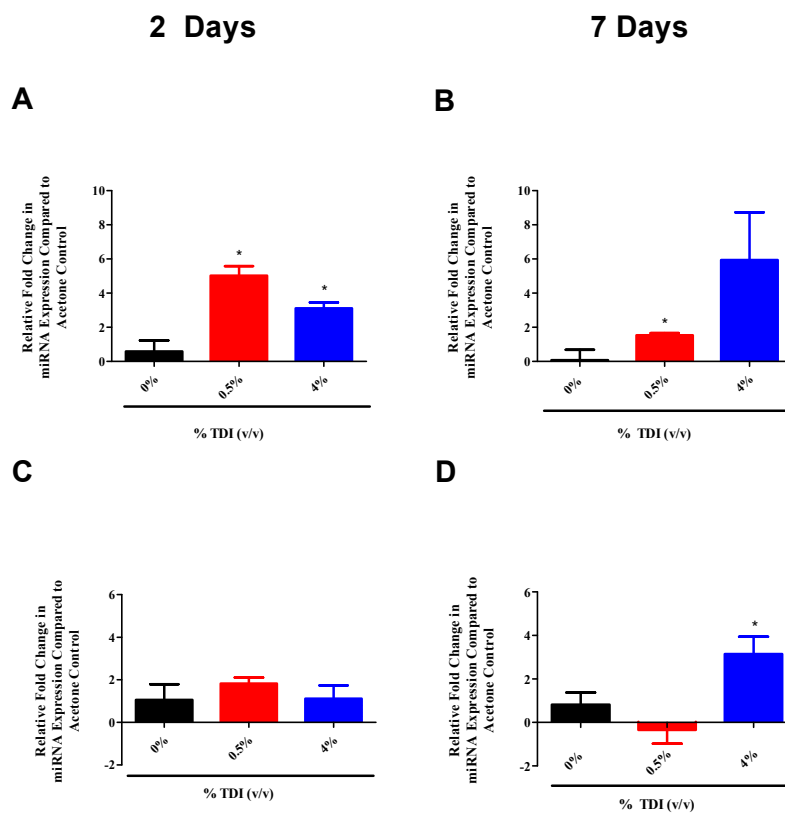 2 Days
7 Days
A
Relative Fold Change in
miRNA Expression Compared to
Acetone Control
10
8
6
4
2
0
*
*
0%
0.5%
4%
% TDI (v/v)
B
Relative Fold Change in
miRNA Expression Compared to
Acetone Control
10
8
6
4
2
0
*
0%
0.5%
4%
% TDI (v/v)
C
Relative Fold Change in
miRNA Expression Compared to
Acetone Control
6
4
2
0
-2
0%
0.5%
4%
% TDI (v/v)
D
Relative Fold Change in
miRNA Expression Compared to
Acetone Control
6
4
2
0
-2
*
0%
0.5%
4%
% TDI (v/v)